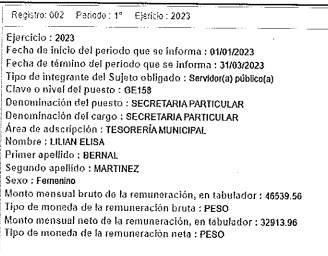 Registro: 002 Periodo : 1° Ejericio : 2023
Ejercicio : 2023
Fecha de inicio del periodo que se informa : 01/01/2023
Fecha de término del periodo que se informa : 31/03/2023
Tipo de integrante del Sujeto obligado : Servidor(a) público(a)
Clave o nivel del puesto : GE158
Denominación del puesto : SECRETARIA PARTICULAR
Denominación del cargo : SECRETARIA PARTICULAR
Área de adscripción : TESORERÍA MUNICIPAL
Nombre : LILIAN ELISA
Primer apellido : BERNAL
Segundo apellido : MARTINEZ
Sexo : Femenino
Monto mensual bruto de la remuneración, en tabulador : 46539.56
Tipo de moneda de la remuneración bruta : PESO
Monto mensual neto de la remuneración, en tabulador : 32913.96
Tipo de moneda de la remuneración neta : PESO